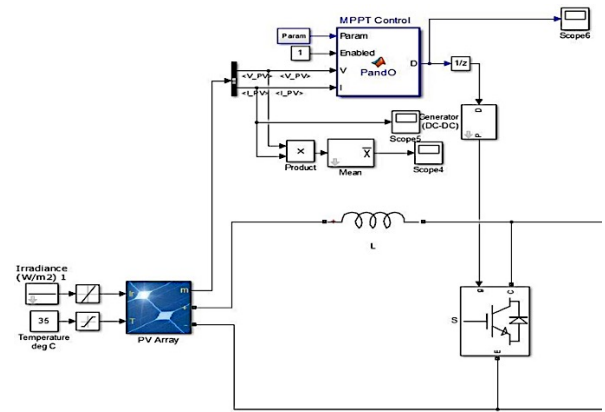 MPPT Control
Param
Param
1
Enabled
PandO
D
V
I
1/z
Scope6
<V_PV> <V_PV>
<I_PV> <I_PV>
Scope5
Generator
(DC-DC)
D
P
×
Product
x
Mean
Scope4
L
Irradiance
(W/m2) 1
Ir
m
+
35
T
-
Temperature
deg C
PV Array
g
C
S
E